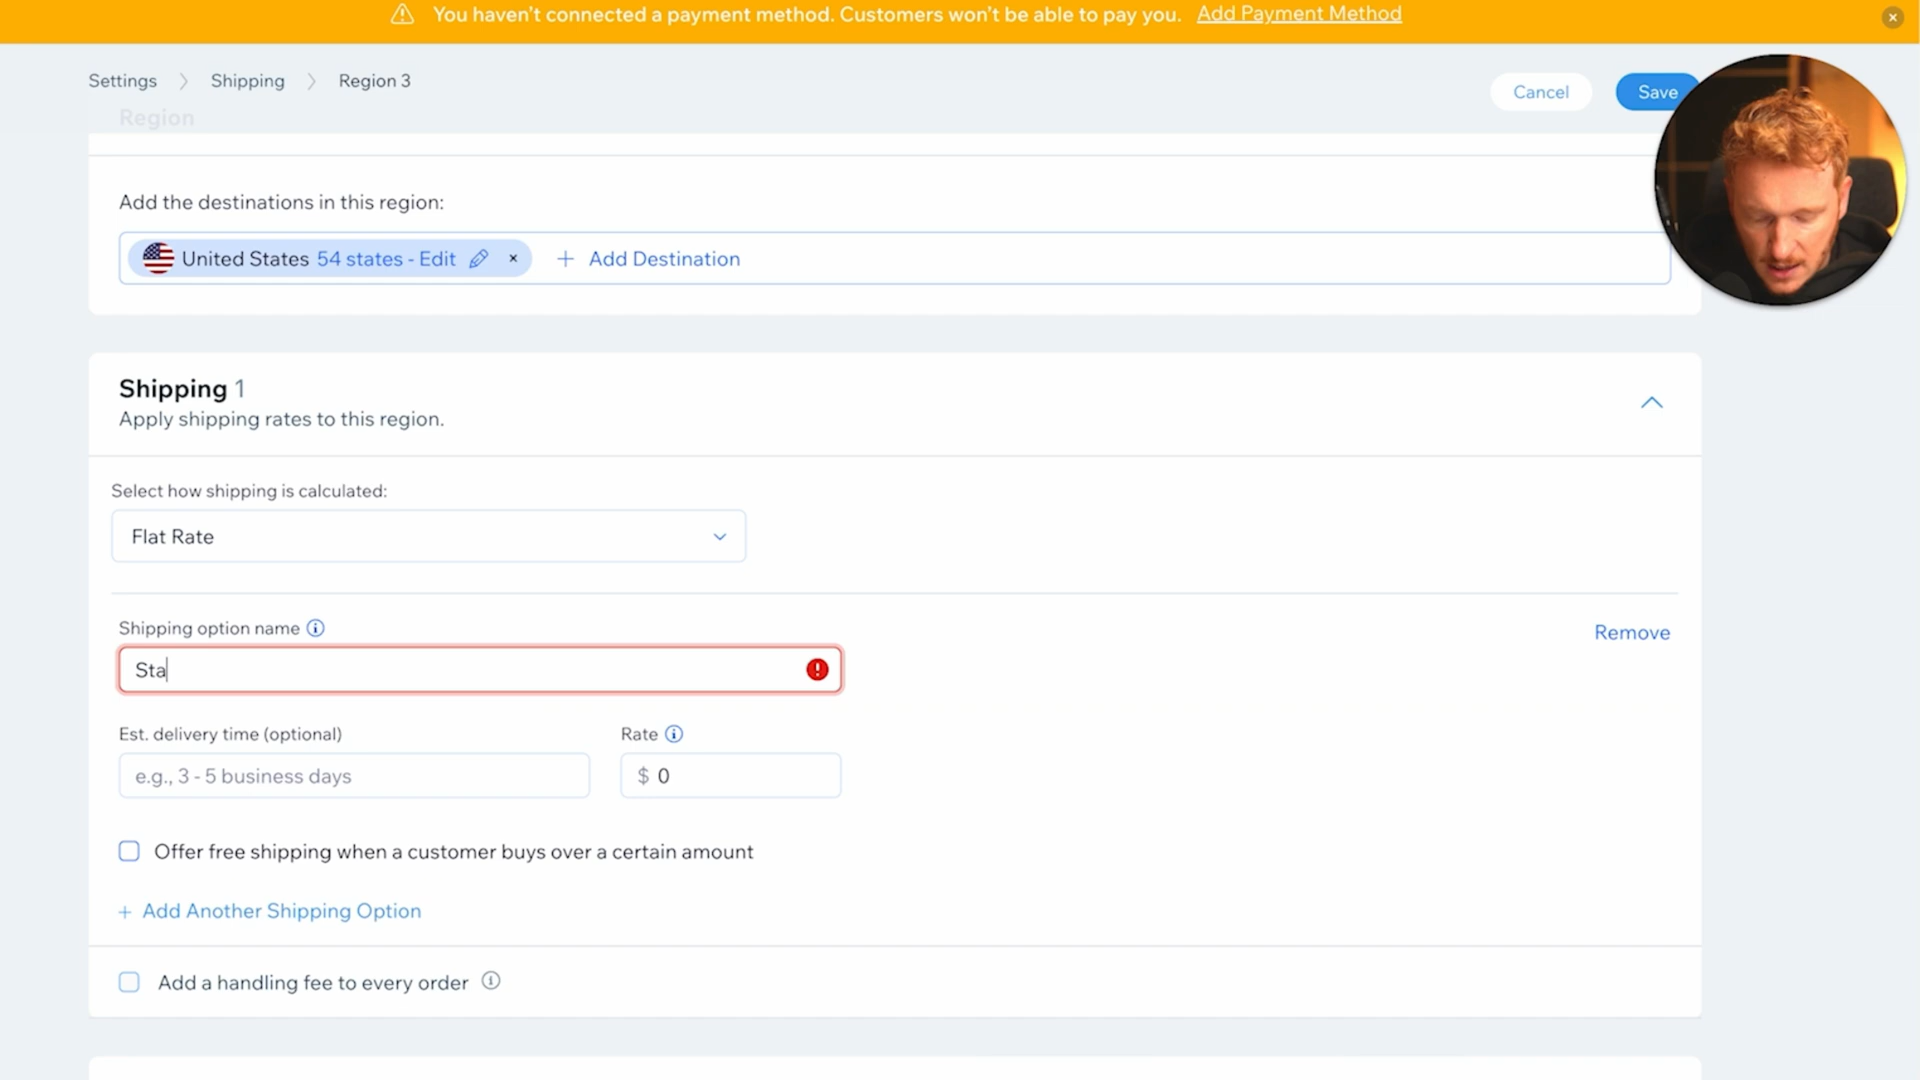 You haven't connected a payment method. Customers won't be able to pay you. Add Payment Method
Settings > Shipping > Region 3
Cancel
Save
Region
Add the destinations in this region:
United States 54 states - Edit
+ Add Destination
Shipping 1
Apply shipping rates to this region.
Select how shipping is calculated:
Flat Rate
Shipping option name
Remove
Sta
Est. delivery time (optional)
Rate
e.g., 3 - 5 business days
$ 0
Offer free shipping when a customer buys over a certain amount
+ Add Another Shipping Option
Add a handling fee to every order